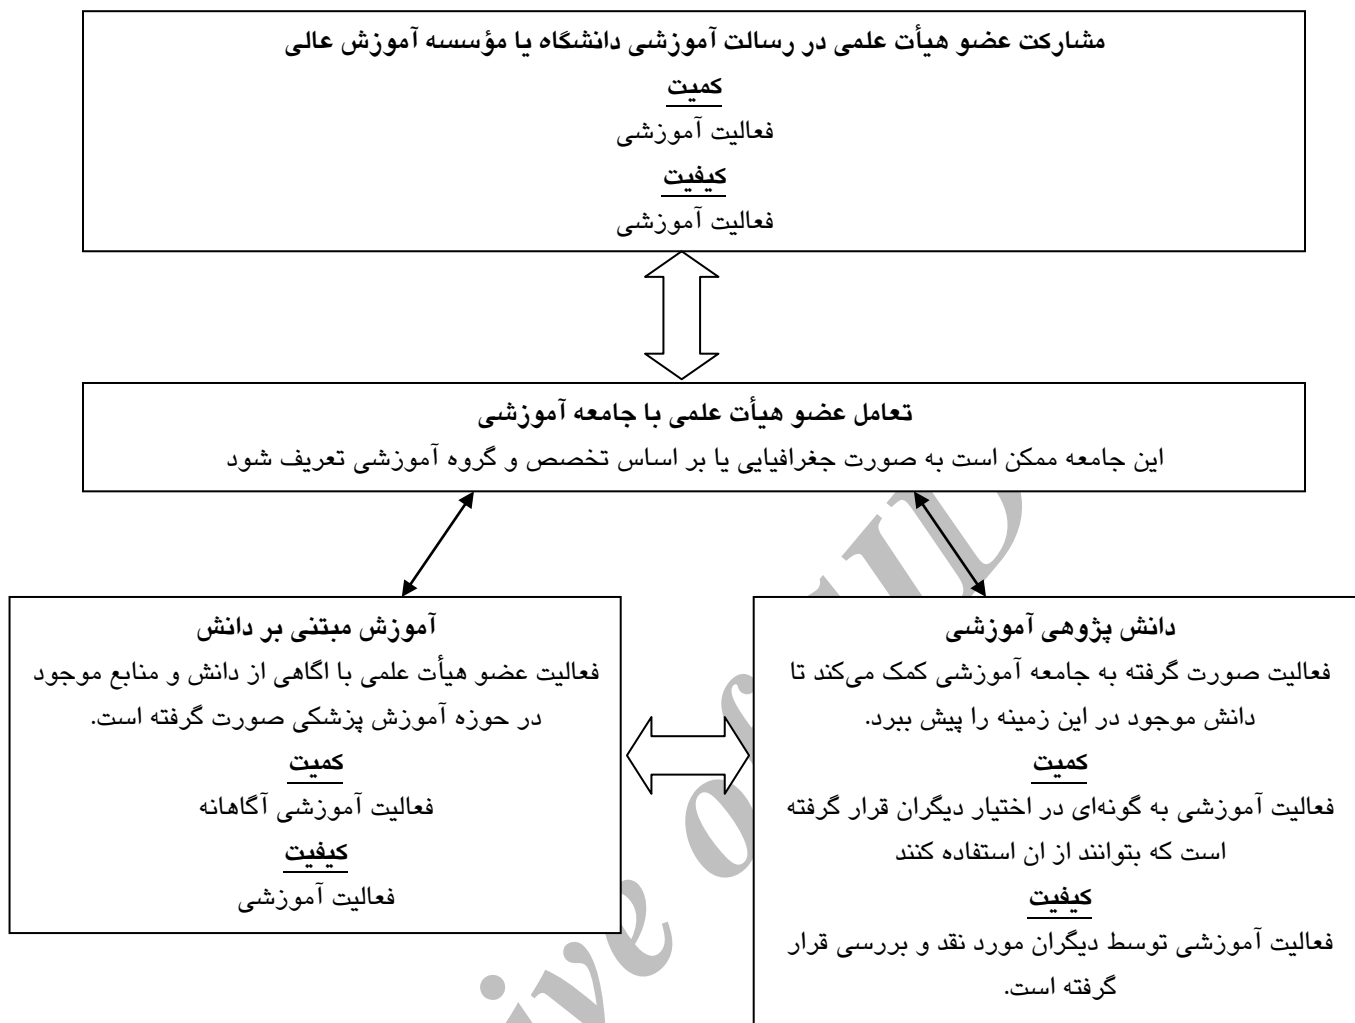 مشارکت عضو هیأت علمی در رسالت آموزشی دانشگاه یا مؤسسه آموزش عالی
کمیت
فعالیت آموزشی
کیفیت
فعالیت آموزشی
تعامل عضو هیأت علمی با جامعه آموزشی
این جامعه ممکن است به صورت جغرافیایی یا بر اساس تخصص و گروه آموزشی تعریف شود
دانش پژوهی آموزشی
فعالیت صورت گرفته به جامعه آموزشی کمک می‌کند تا
دانش موجود در این زمینه را پیش ببرد.
کمیت
فعالیت آموزشی به گونه‌ای در اختیار دیگران قرار گرفته
است که بتوانند از ان استفاده کنند
کیفیت
فعالیت آموزشی توسط دیگران مورد نقد و بررسی قرار
گرفته است.
آموزش مبتنی بر دانش
فعالیت عضو هیأت علمی با اگاهی از دانش و منابع موجود
در حوزه آموزش پزشکی صورت گرفته است.
کمیت
فعالیت آموزشی آگاهانه
کیفیت
فعالیت آموزشی
ive of SID